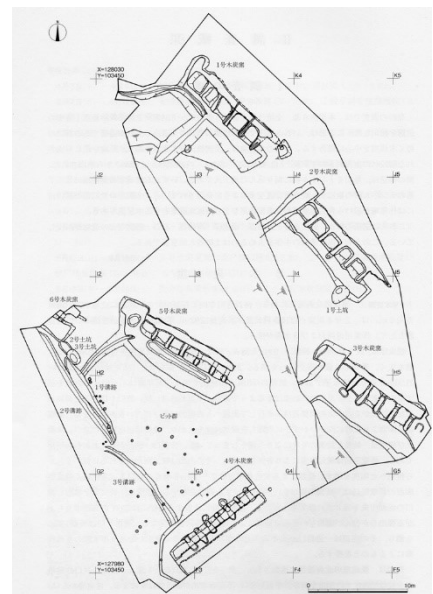 1号木炭窯
X=128030
Y=103450
K4
K5
2号木炭窯
J2
J3
J4
J5
I2
I3
I4
I5
1号土坑
6号木炭窯
5号木炭窯
2号土坑
3号土坑
3号木炭窯
H2
H5
1号溝跡
2号溝跡
ピット群
G2
G3
G4
G5
4号木炭窯
3号溝跡
X=127980
Y=103450
F3
F4
F5
0
10m